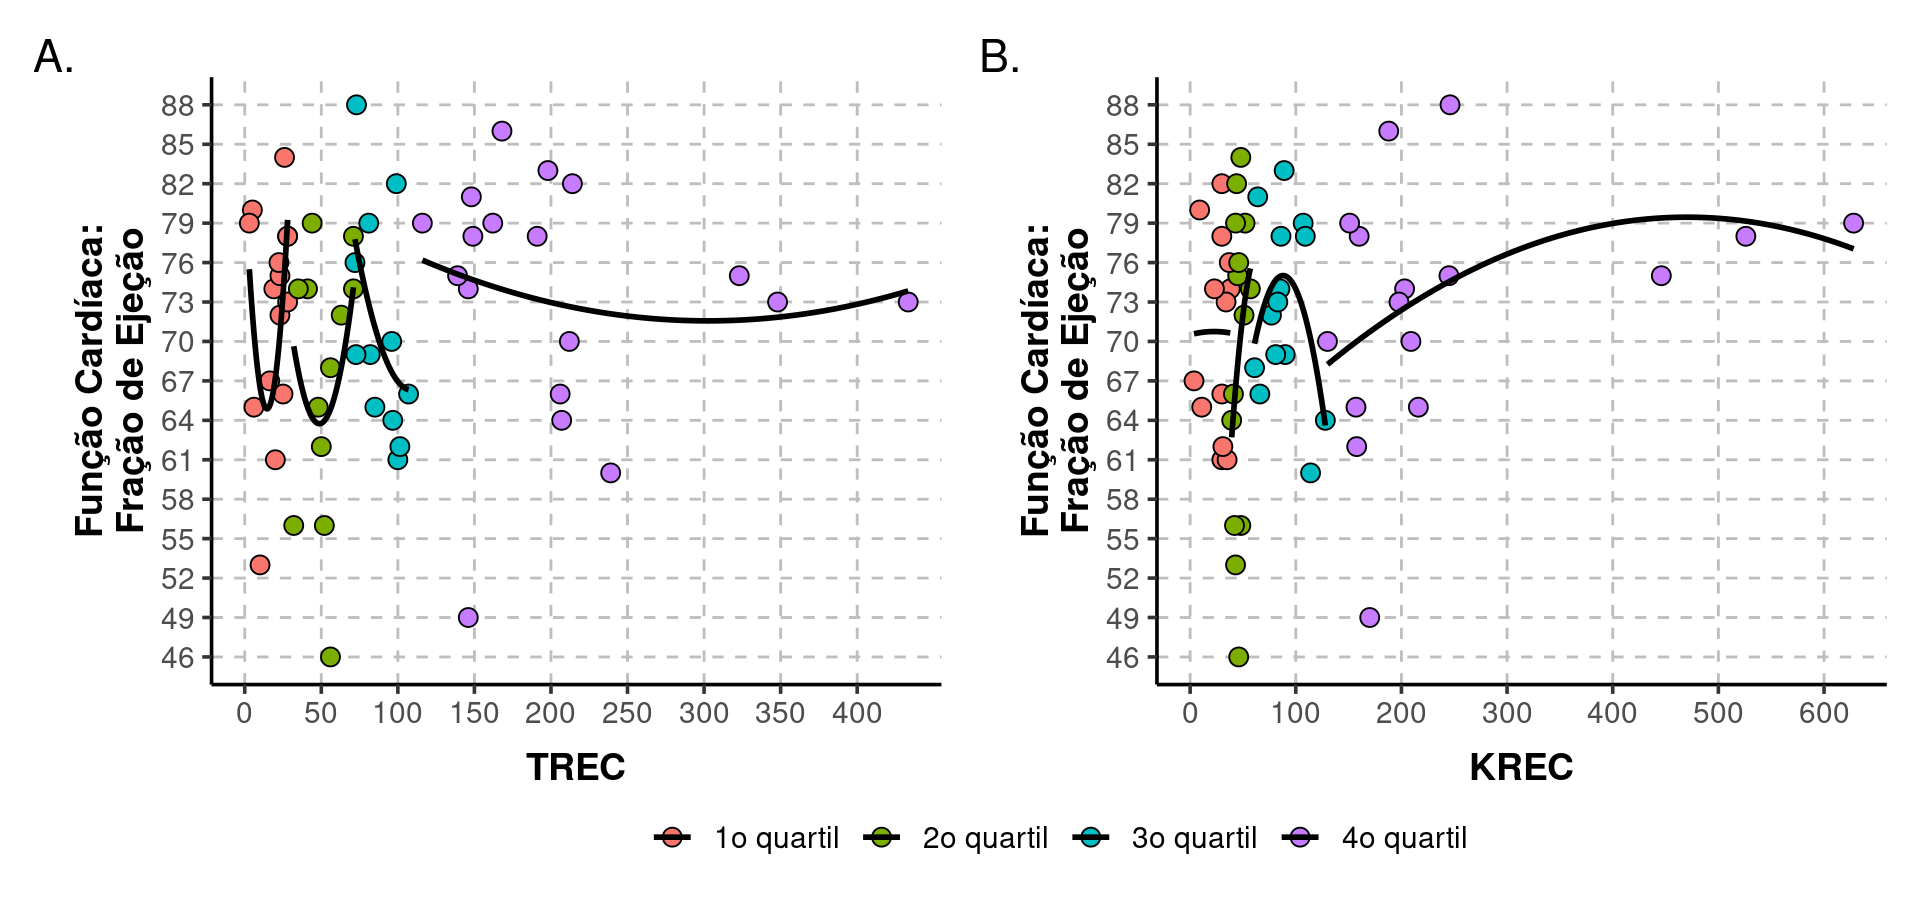 A.
Função Cardíaca:
Fração de Ejeção
88
85
82
79
76
73
70
67
64
61
58
55
52
49
46
0 50 100 150 200 250 300 350 400
TREC
B.
Função Cardíaca:
Fração de Ejeção
88
85
82
79
76
73
70
67
64
61
58
55
52
49
46
0 100 200 300 400 500 600
KREC
1o quartil 2o quartil 3o quartil 4o quartil